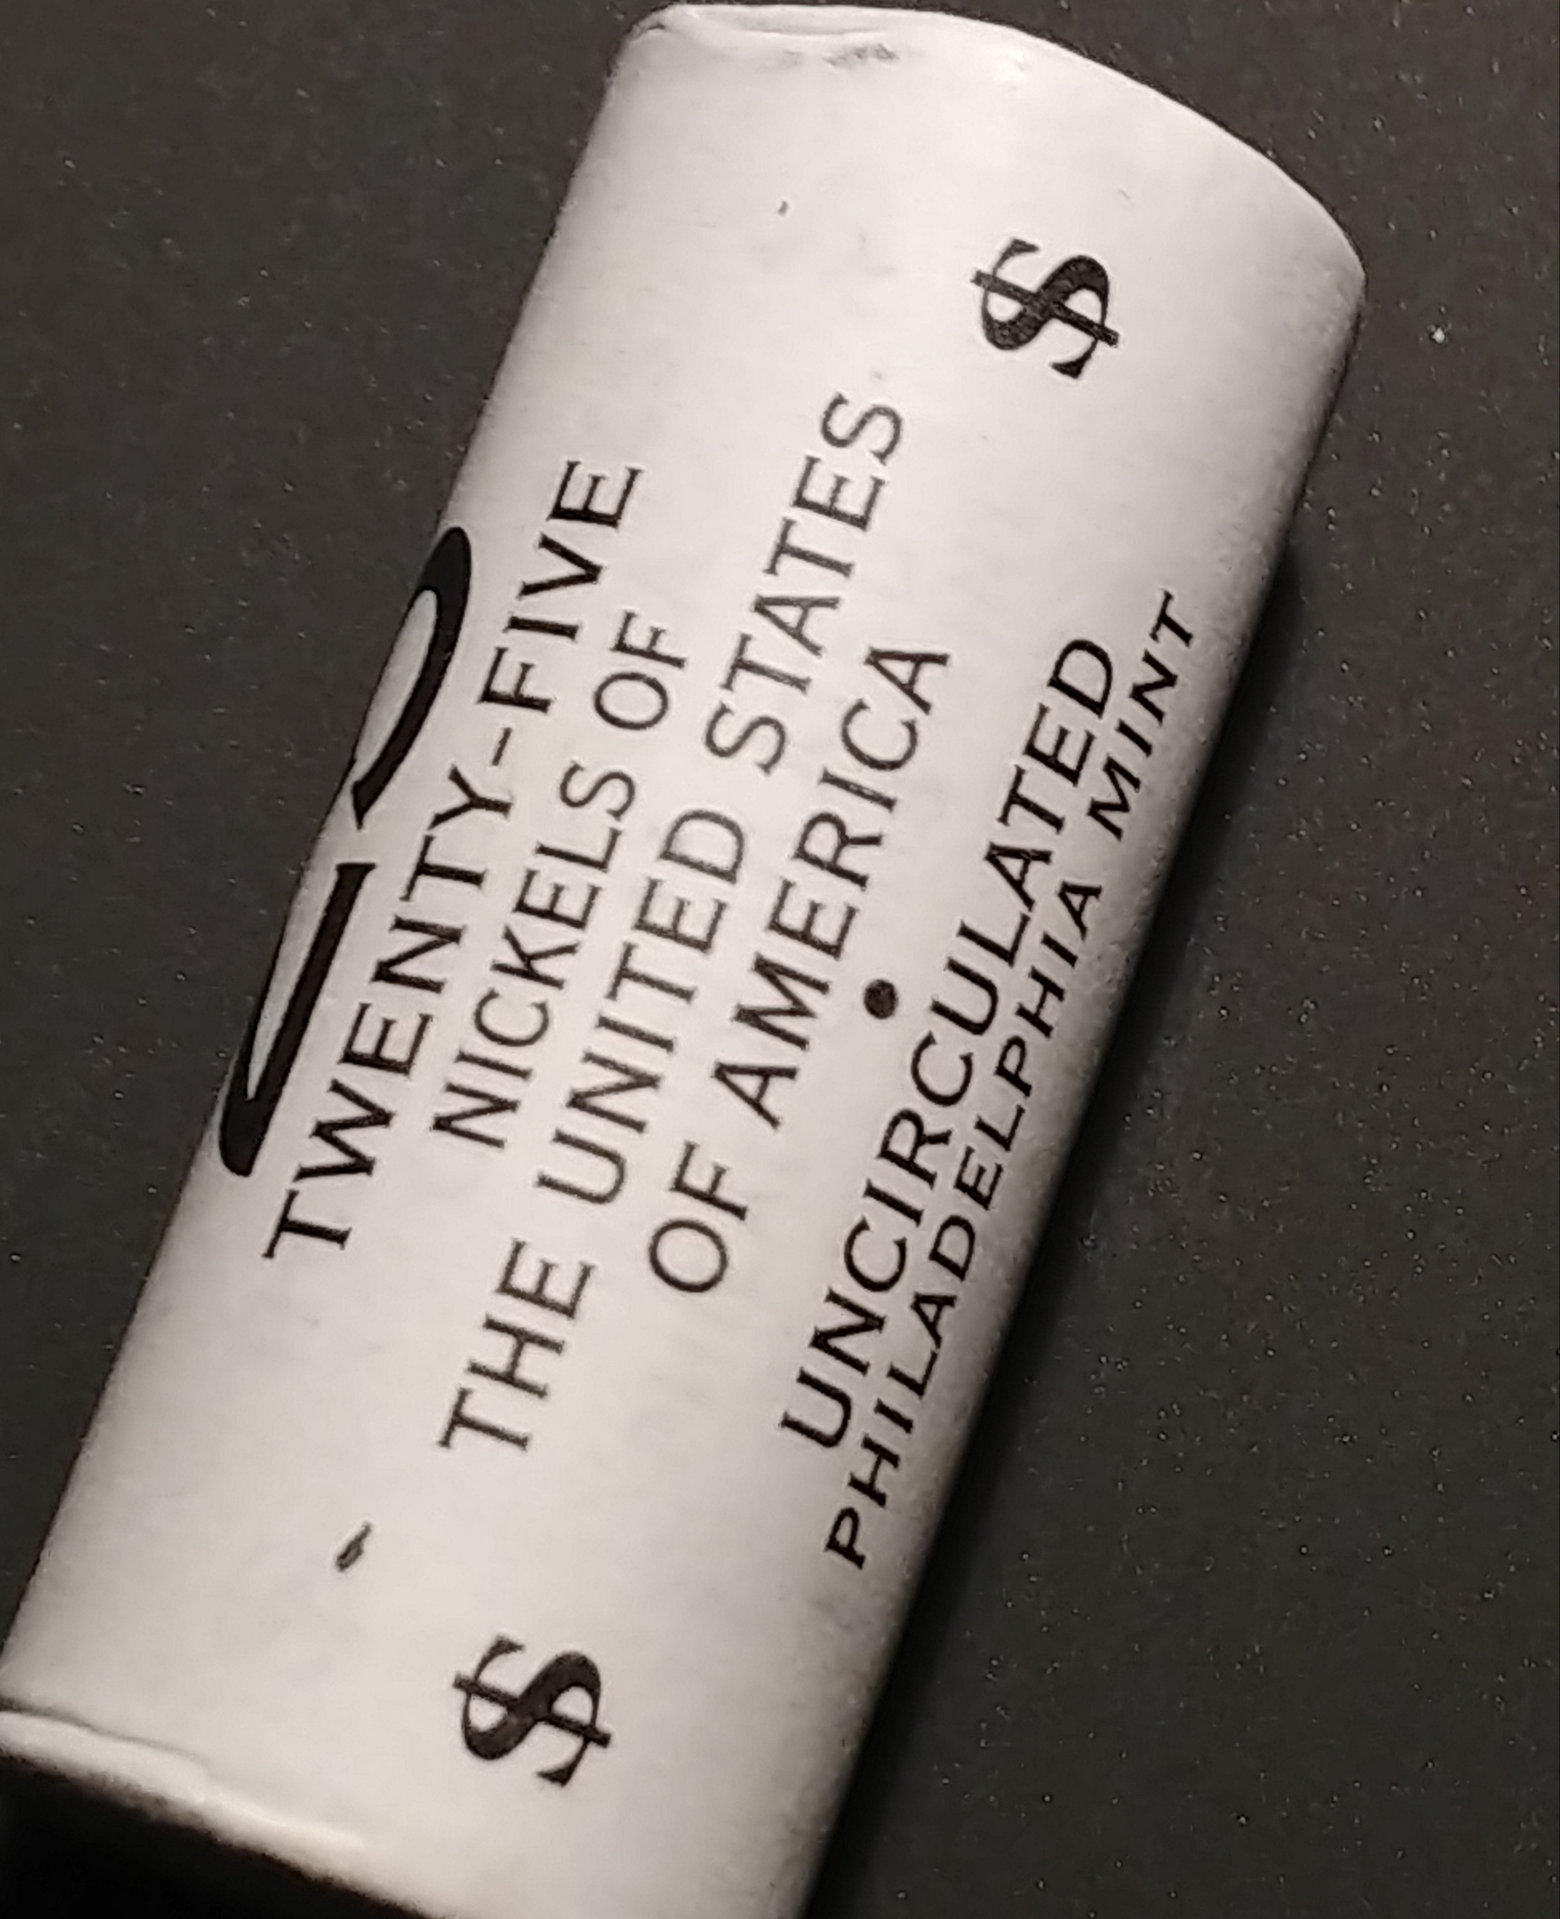 TWENTY-FIVE
NICKELS OF
THE UNITED STATES
OF AMERICA
$ • $
UNCIRCULATED
PHILADELPHIA MINT